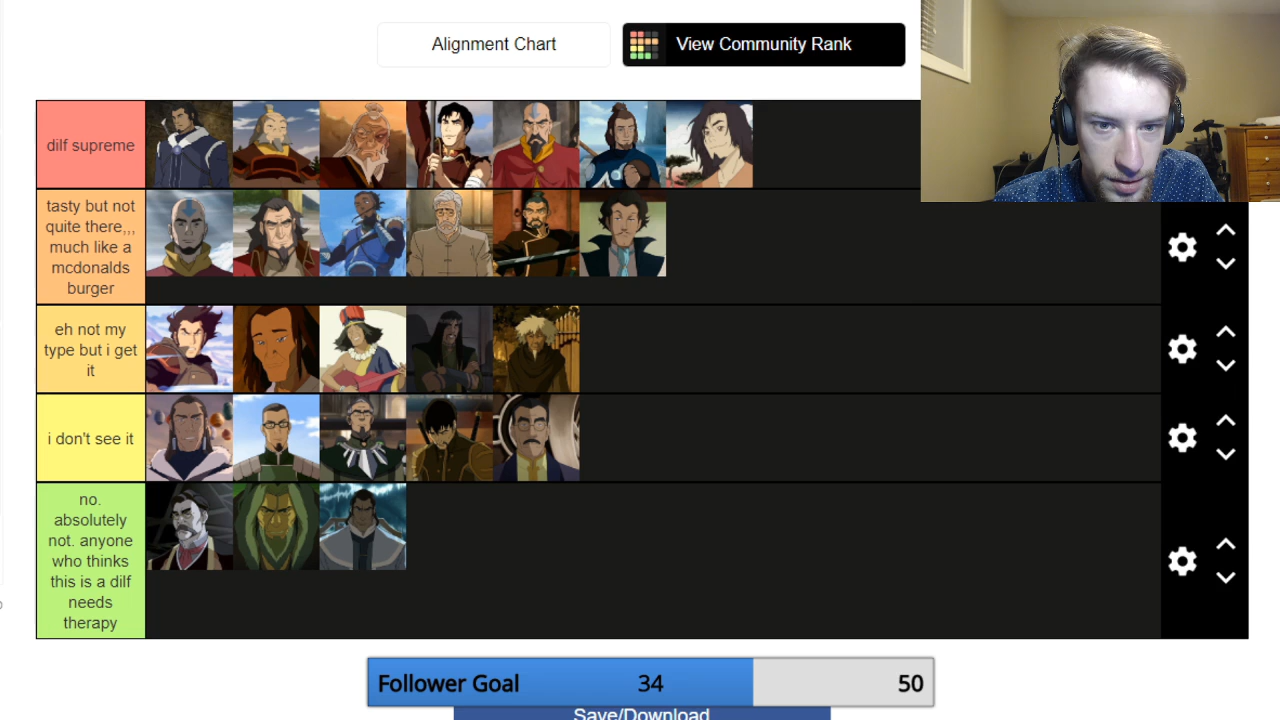 Alignment Chart
View Community Rank
dilf supreme
tasty but not
quite there,,,
much like a
mcdonalds
burger
eh not my
type but i get
it
i don't see it
no.
absolutely
not. anyone
who thinks
this is a dilf
needs
therapy
Follower Goal 34 50
Save/Download